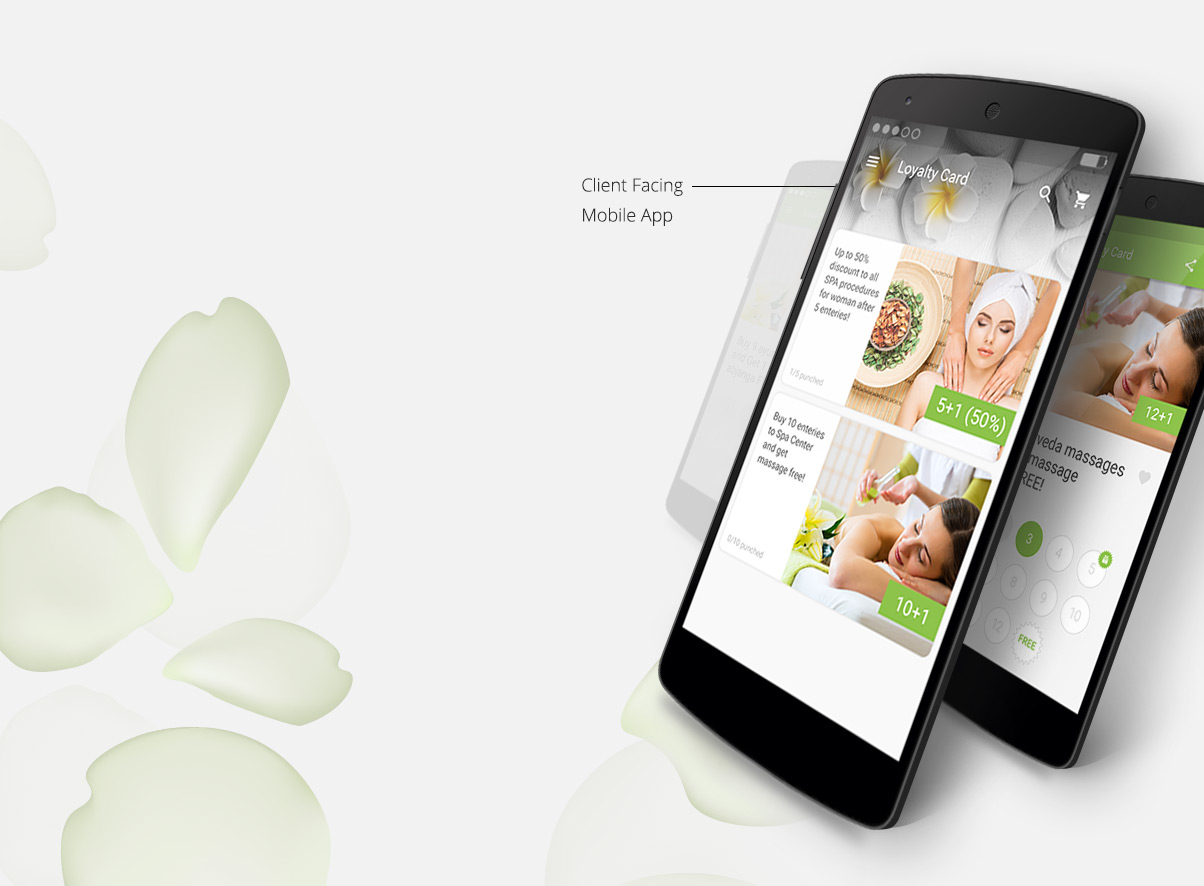 Client Facing
Mobile App
Loyalty Card
Up to 50%
discount to all
SPA procedures
for woman after
5 enteries!
1/5 punched
5+1 (50%)
Buy 10 enteries
to Spa Center
and get
massage free!
0/10 punched
10+1
Card
12+1
veda massages
massage
REE!
3
4
5
8
9
10
12
FREE